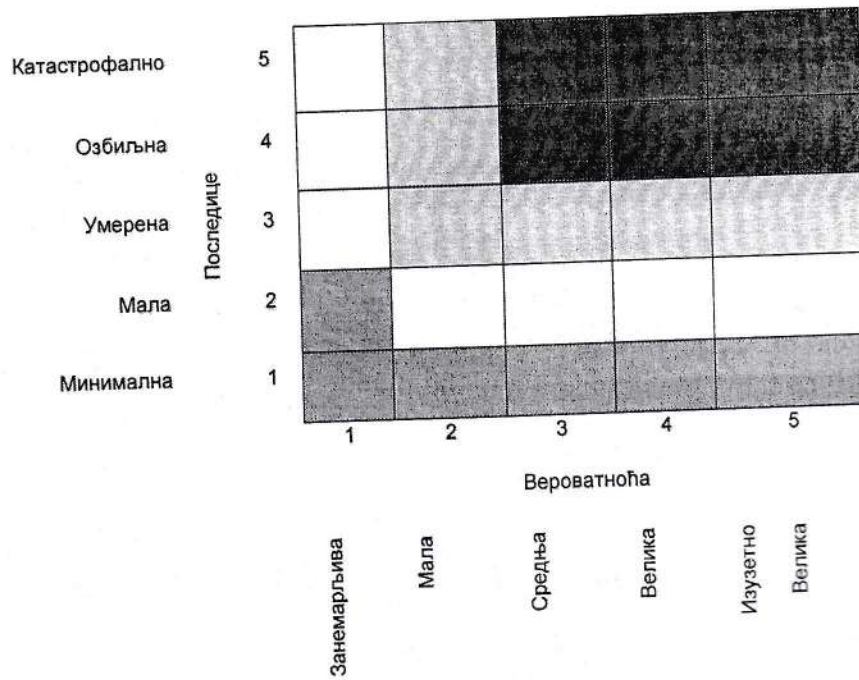 Катастрофално 5
Озбиљна 4
Умерена 3
Мала 2
Минимална 1
Последице
1 2 3 4 5
Вероватноћа
Занемарљива
Мала
Средња
Велика
Изузетно
Велика